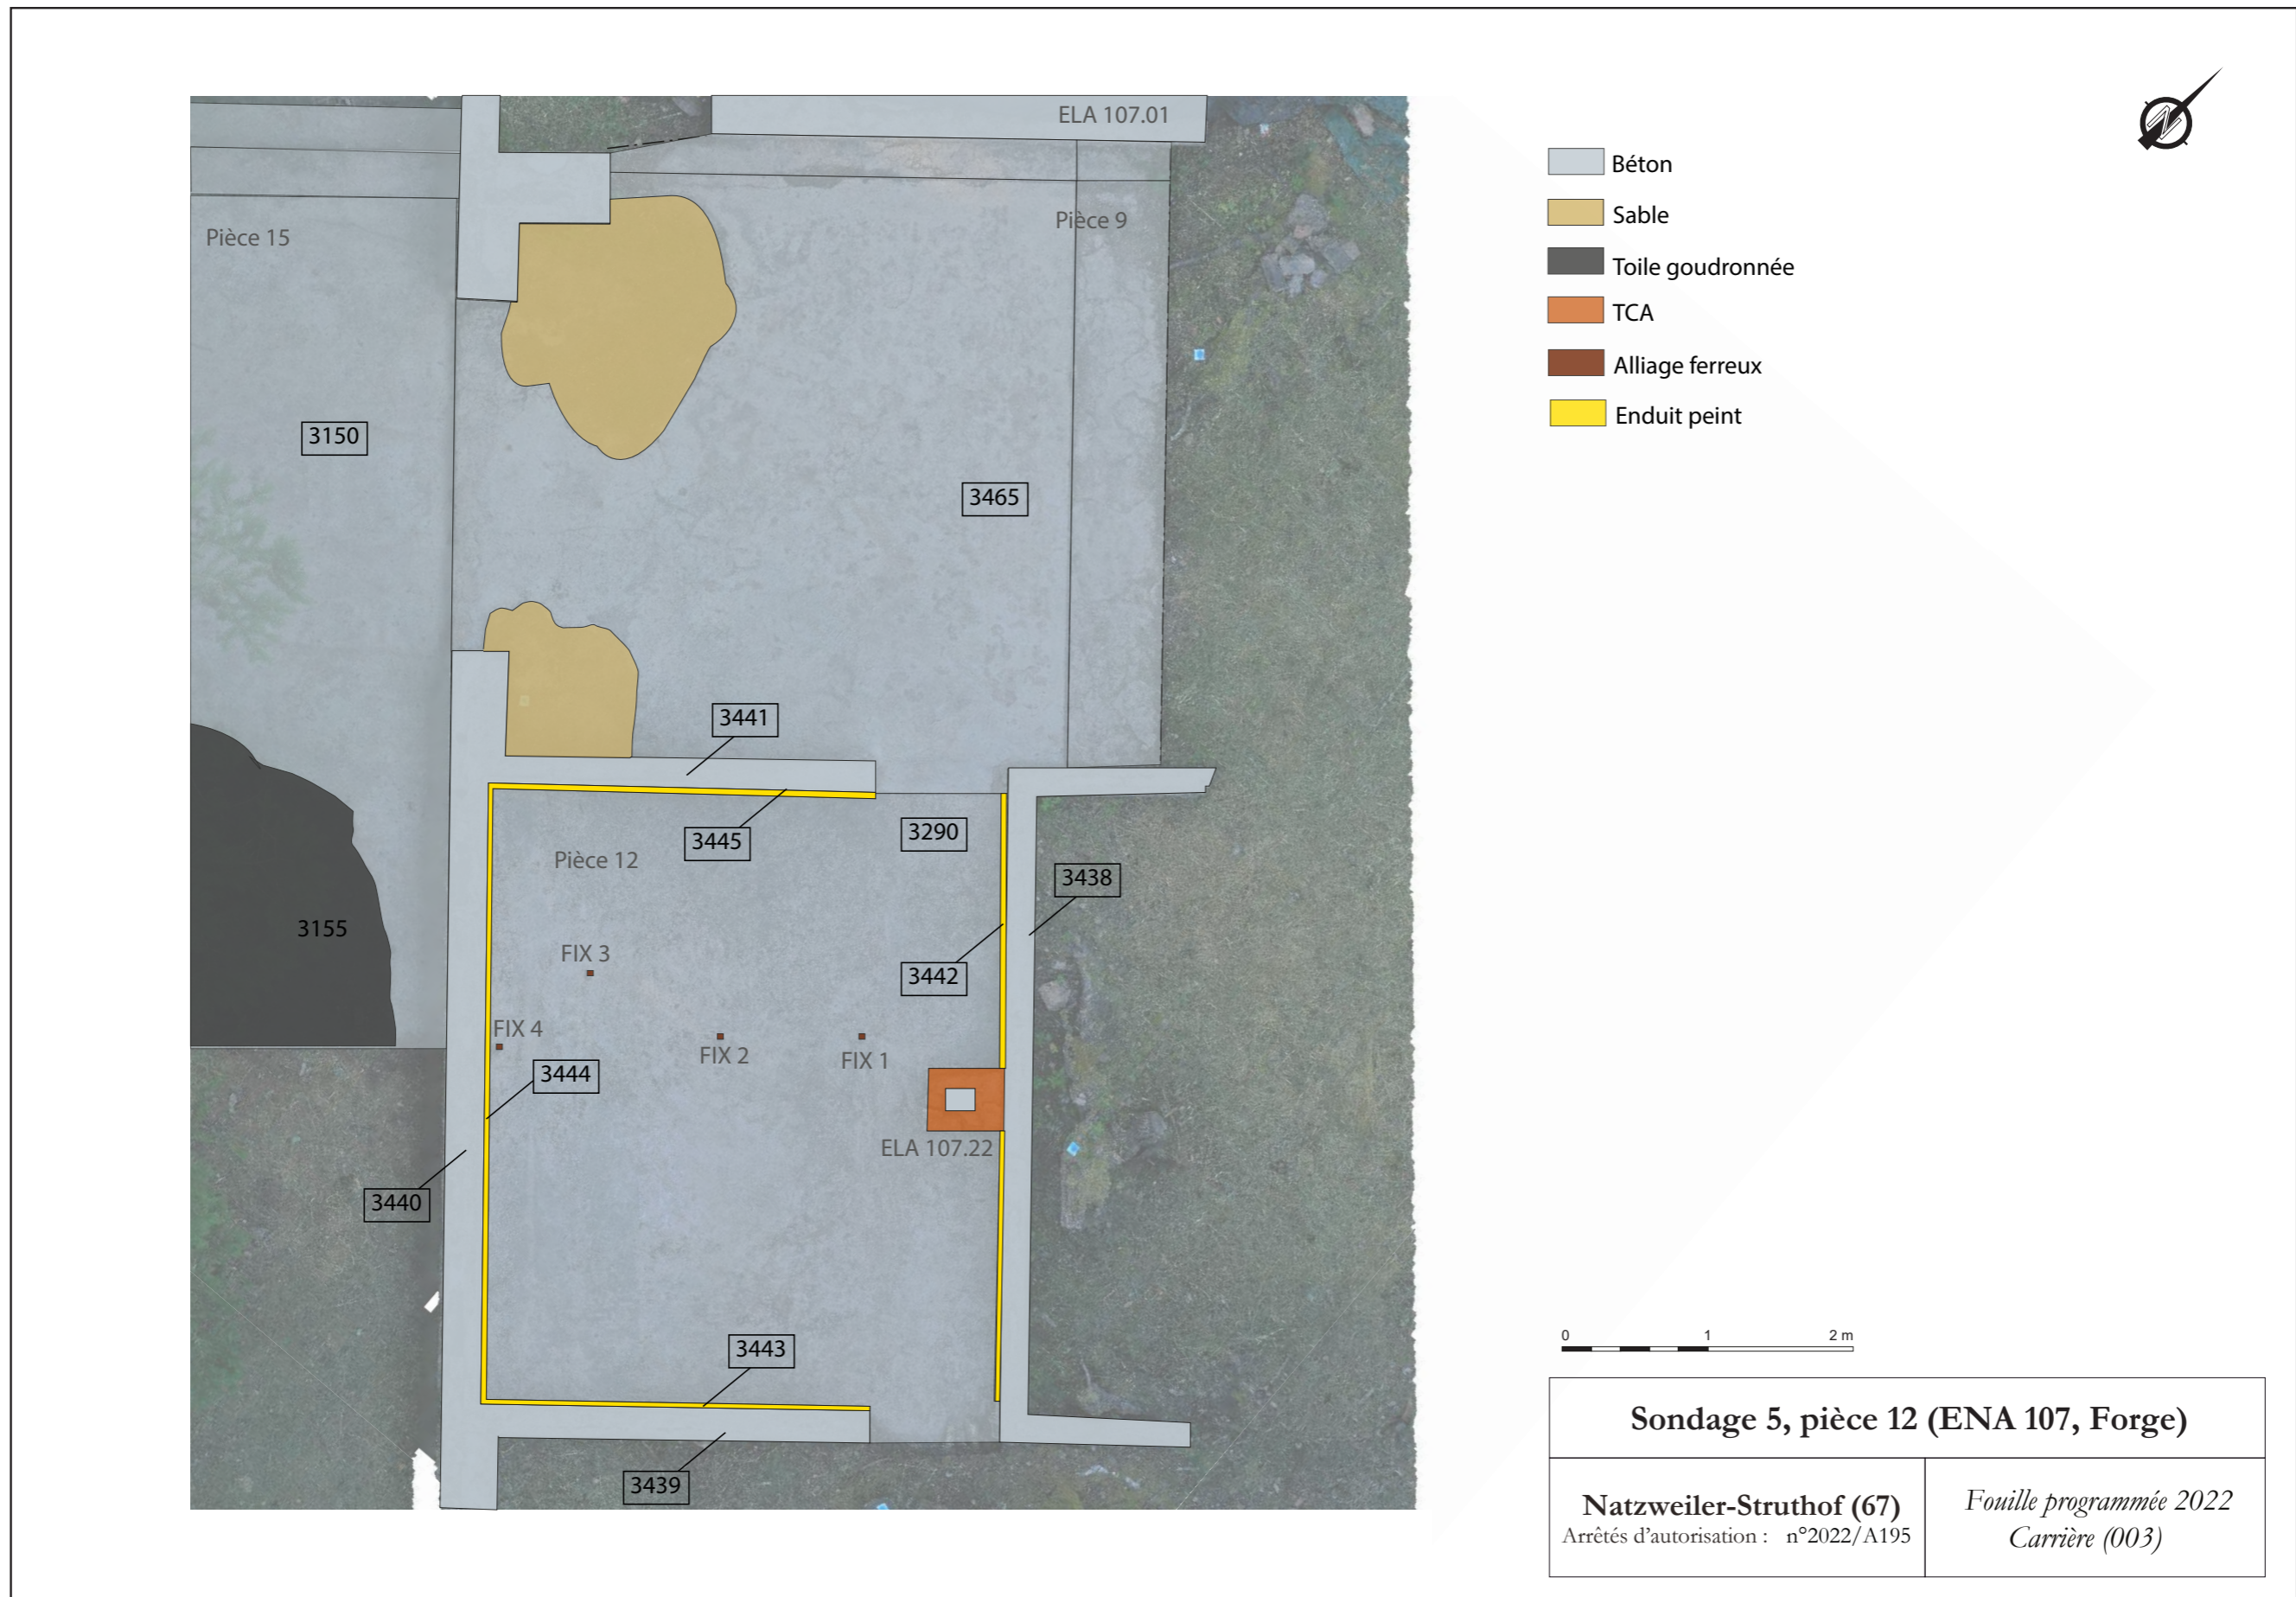 ELA 107.01
Pièce 9
Pièce 15
3150
3465
3441
3445
3290
Pièce 12
3438
3155
FIX 3
3442
FIX 4
FIX 2
FIX 1
3444
ELA 107.22
3440
3443
3439
N
Béton
Sable
Toile goudronnée
TCA
Alliage ferreux
Enduit peint
0 1 2 m
Sondage 5, pièce 12 (ENA 107, Forge)
Natzweiler-Struthof (67)
Arrêtés d'autorisation : n°2022/A195
Fouille programmée 2022
Carrière (003)